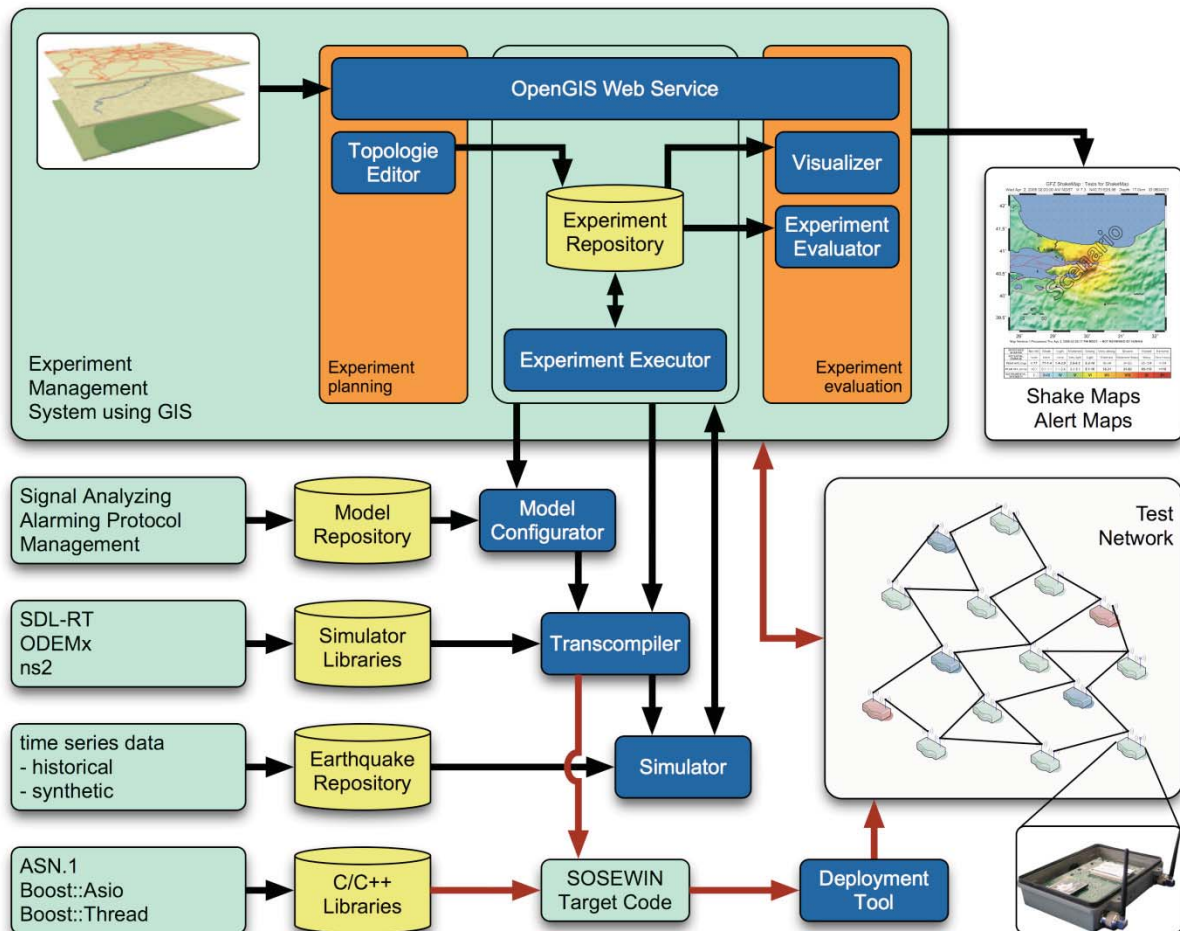 OpenGIS Web Service
Topologie
Editor
Experiment
Repository
Visualizer
Experiment
Evaluator
Experiment Executor
Experiment
Management
System using GIS
Experiment
planning
Experiment
evaluation
Scenario
Shake Maps
Alert Maps
Signal Analyzing
Alarming Protocol
Management
Model
Repository
Model
Configurator
Test
Network
SDL-RT
ODEMx
ns2
Simulator
Libraries
Transcompiler
time series data
- historical
- synthetic
Earthquake
Repository
Simulator
ASN.1
Boost::Asio
Boost::Thread
C/C++
Libraries
SOSEWIN
Target Code
Deployment
Tool